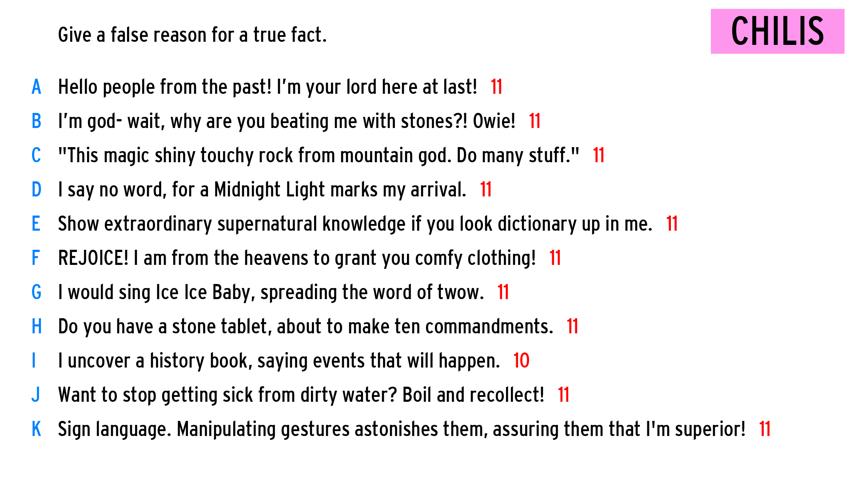 Give a false reason for a true fact.
CHILIS
A Hello people from the past! I'm your lord here at last! 11
B I'm god- wait, why are you beating me with stones?! Owie! 11
C "This magic shiny touchy rock from mountain god. Do many stuff." 11
D I say no word, for a Midnight Light marks my arrival. 11
E Show extraordinary supernatural knowledge if you look dictionary up in me. 11
F REJOICE! I am from the heavens to grant you comfy clothing! 11
G I would sing Ice Ice Baby, spreading the word of twow. 11
H Do you have a stone tablet, about to make ten commandments. 11
I I uncover a history book, saying events that will happen. 10
J Want to stop getting sick from dirty water? Boil and recollect! 11
K Sign language. Manipulating gestures astonishes them, assuring them that I'm superior! 11